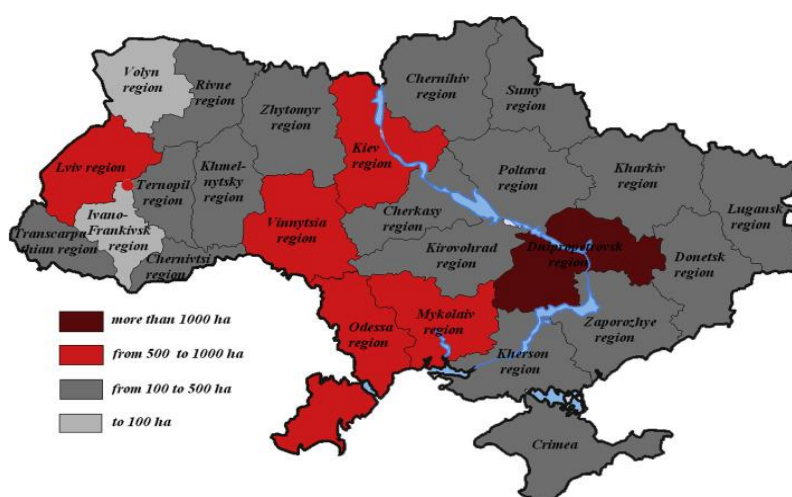 Volyn
region
Rivne
region
Zhytomyr
region
Chernihiv
region
Sumy
region
Kiev
region
Lviv region
Ternopil
region
Khmel-
nytsky
region
Poltava
region
Kharkiv
region
Lugansk
region
Ivano-
Frankivsk
region
Transcarpa
thian region
Chernivtsi
region
Vinnytsia
region
Cherkasy
region
Kirovohrad
region
Dnipropetrovsk
region
Donetsk
region
Odessa
region
Mykolaiv
region
Zaporozhye
region
Kherson
region
Crimea
more than 1000 ha
from 500 to 1000 ha
from 100 to 500 ha
to 100 ha